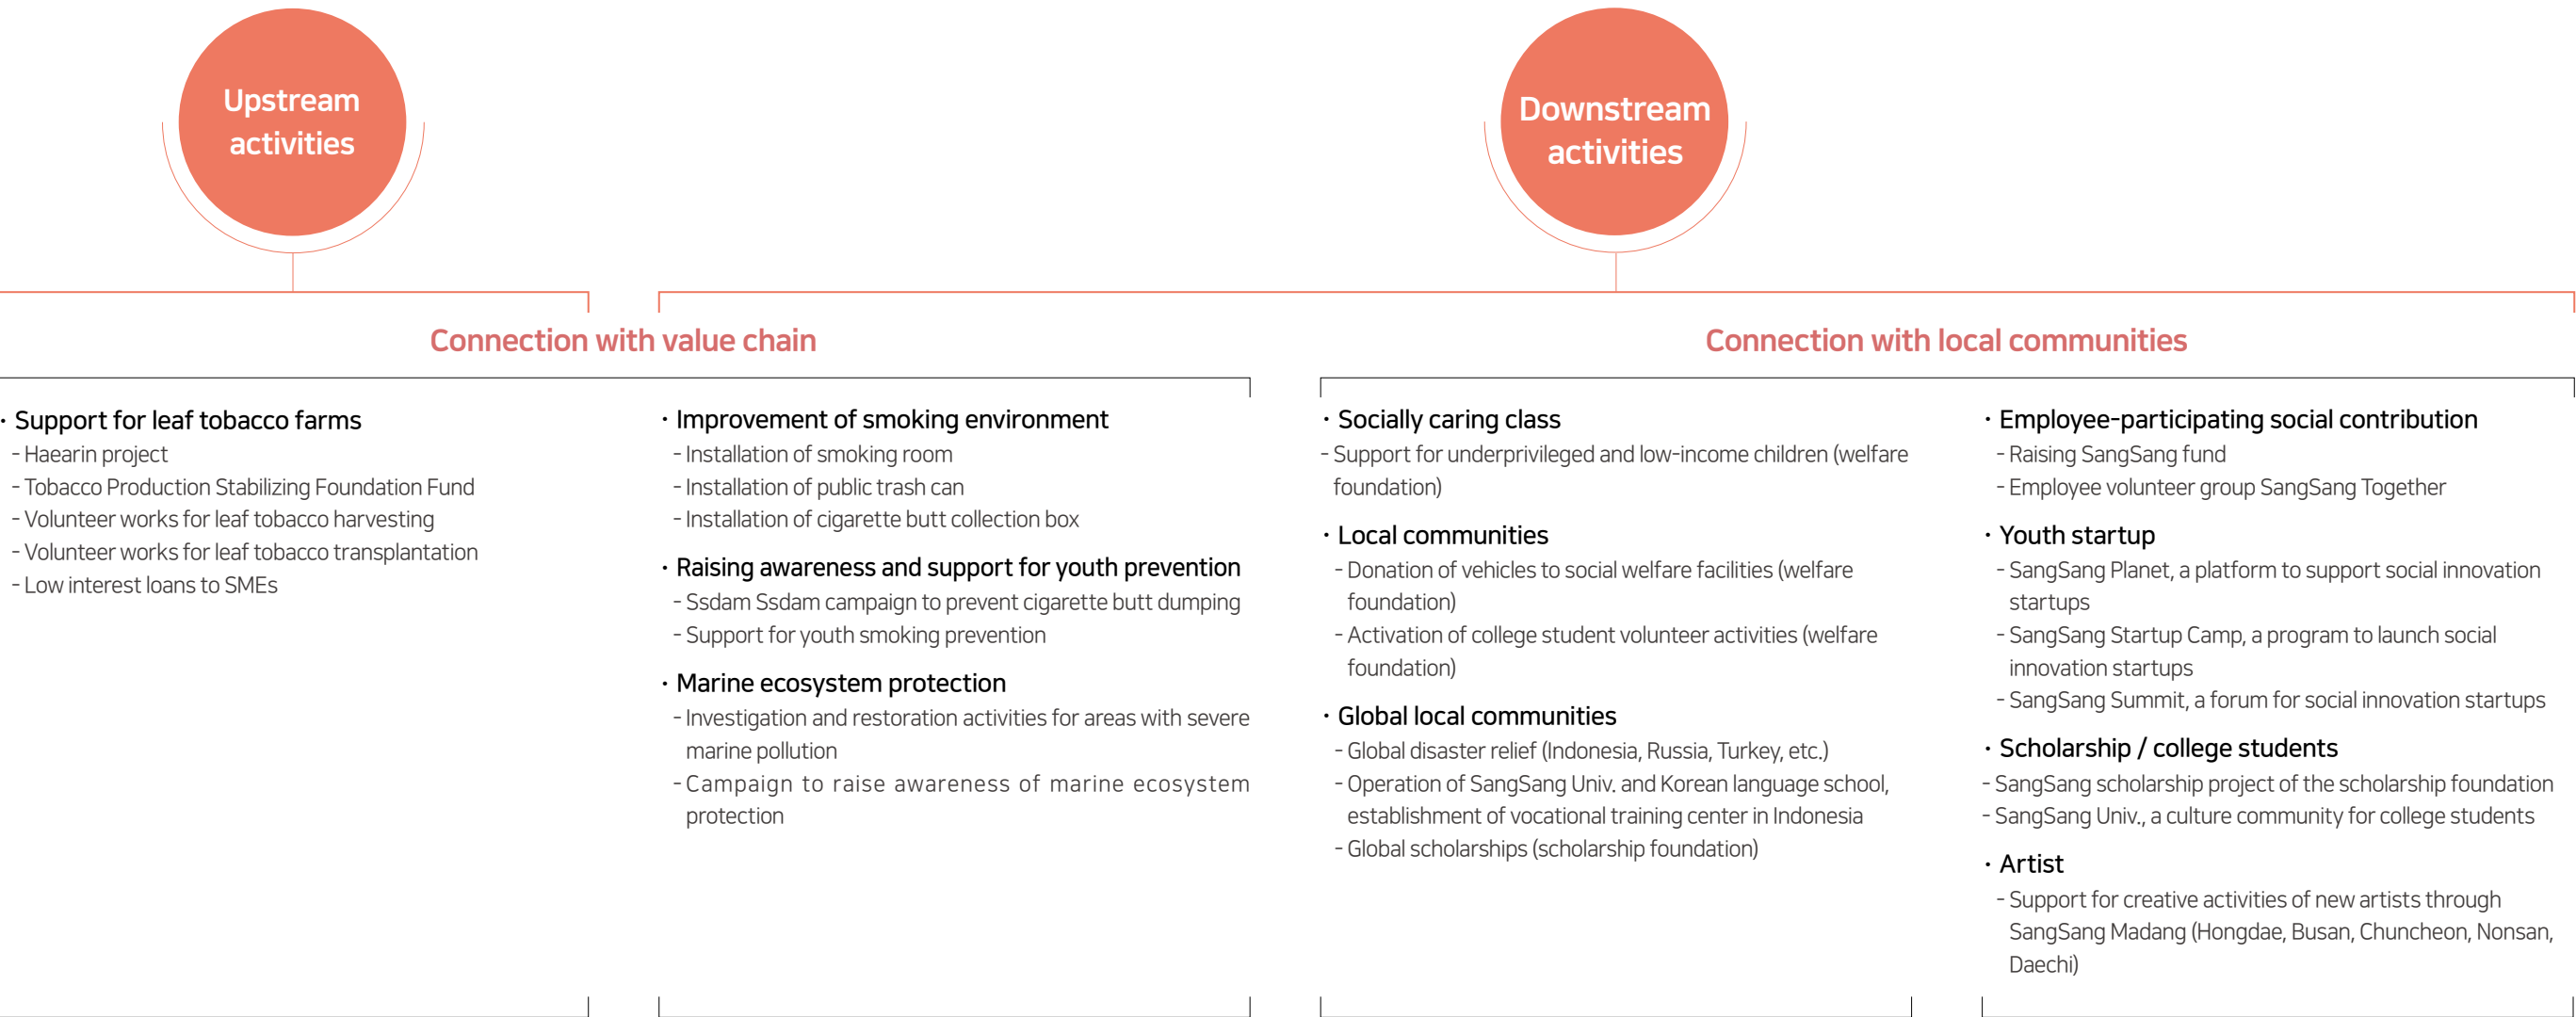 Upstream
activities
Downstream
activities
Connection with value chain
Connection with local communities
· Support for leaf tobacco farms
- Haearin project
- Tobacco Production Stabilizing Foundation Fund
- Volunteer works for leaf tobacco harvesting
- Volunteer works for leaf tobacco transplantation
- Low interest loans to SMEs
· Improvement of smoking environment
- Installation of smoking room
- Installation of public trash can
- Installation of cigarette butt collection box
· Raising awareness and support for youth prevention
- Ssdam Ssdam campaign to prevent cigarette butt dumping
- Support for youth smoking prevention
· Marine ecosystem protection
- Investigation and restoration activities for areas with severe
marine pollution
- Campaign to raise awareness of marine ecosystem
protection
· Socially caring class
- Support for underprivileged and low-income children (welfare
foundation)
· Local communities
- Donation of vehicles to social welfare facilities (welfare
foundation)
- Activation of college student volunteer activities (welfare
foundation)
· Global local communities
- Global disaster relief (Indonesia, Russia, Turkey, etc.)
- Operation of SangSang Univ. and Korean language school,
establishment of vocational training center in Indonesia
- Global scholarships (scholarship foundation)
· Employee-participating social contribution
- Raising SangSang fund
- Employee volunteer group SangSang Together
· Youth startup
- SangSang Planet, a platform to support social innovation
startups
- SangSang Startup Camp, a program to launch social
innovation startups
- SangSang Summit, a forum for social innovation startups
· Scholarship / college students
- SangSang scholarship project of the scholarship foundation
- SangSang Univ., a culture community for college students
· Artist
- Support for creative activities of new artists through
SangSang Madang (Hongdae, Busan, Chuncheon, Nonsan,
Daechi)